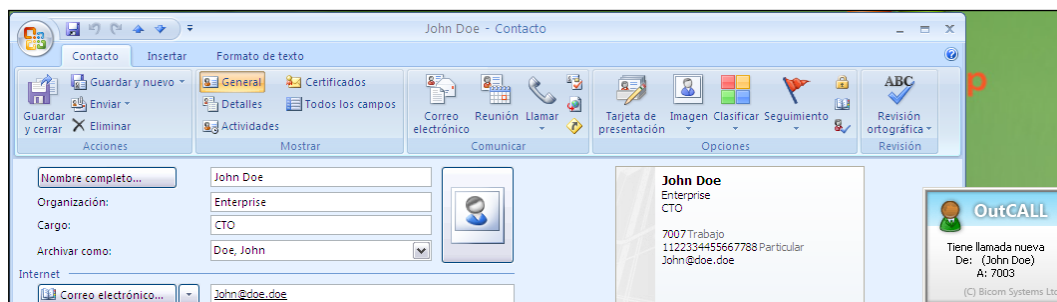 John Doe - Contacto
Contacto Insertar Formato de texto
Guardar y cerrar
Guardar y nuevo
Enviar
Eliminar
Acciones
General
Detalles
Actividades
Certificados
Todos los campos
Mostrar
Correo electrónico
Reunión
Llamar
Comunicar
Tarjeta de presentación
Imagen
Clasificar
Seguimiento
Opciones
ABC
Revisión ortográfica
Revisión
p
Nombre completo... John Doe
Organización: Enterprise
Cargo: CTO
Archivar como: Doe, John
Internet
Correo electrónico... John@doe.doe
John Doe
Enterprise
CTO
7007 Trabajo
1122334455667788 Particular
John@doe.doe
OutCALL
Tiene llamada nueva
De: (John Doe)
A: 7003
(C) Bicom Systems Ltd